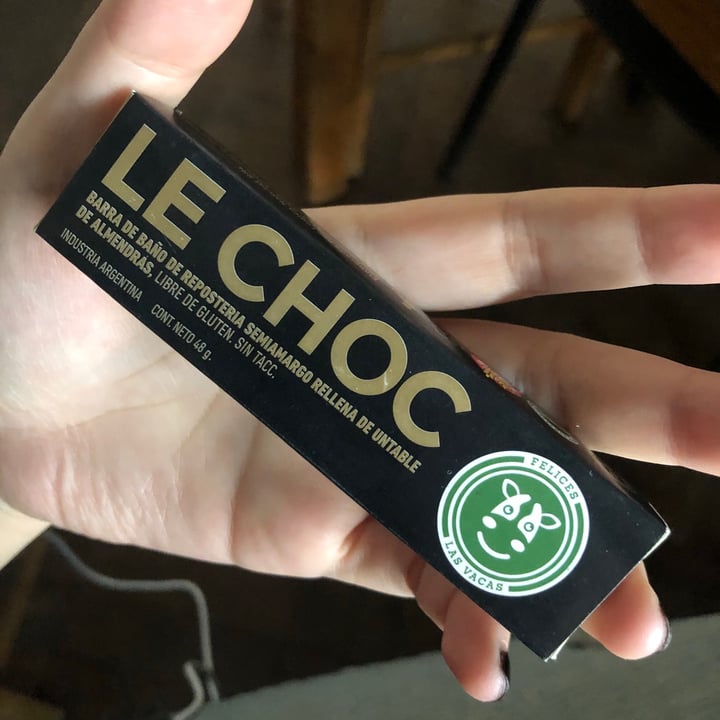 LE CHOC
BARRA DE BAÑO DE REPOSTERIA SEMIAMARGO RELLENA DE UNTABLE
DE ALMENDRAS, LIBRE DE GLUTEN. SIN TACC.
INDUSTRIA ARGENTINA CONT. NETO 48 g.
FELICES
LAS VACAS